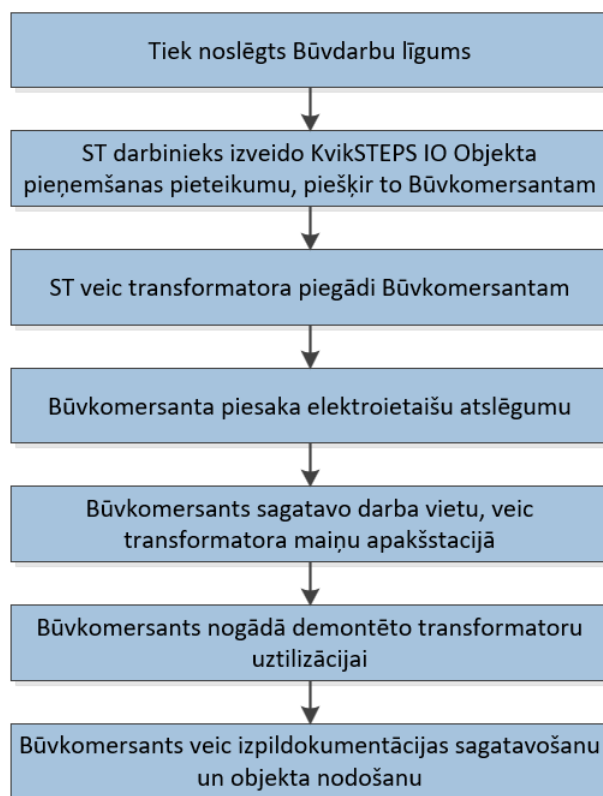 Tiek noslēgts Būvdarbu līgums
ST darbinieks izveido KvikSTEPS IO Objekta
pieņemšanas pieteikumu, piešķir to Būvkomersantam
ST veic transformatora piegādi Būvkomersantam
Būvkomersanta piesaka elektroietaišu atslēgumu
Būvkomersants sagatavo darba vietu, veic
transformatora maiņu apakšstacijā
Būvkomersants nogādā demontēto transformatoru
uztilizācijai
Būvkomersants veic izpildokumentācijas sagatavošanu
un objekta nodošanu